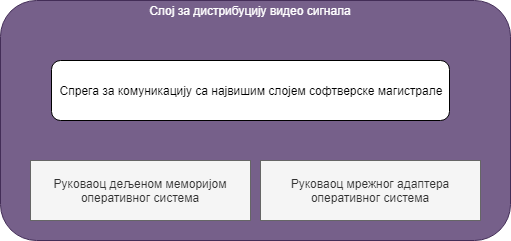 Слој за дистрибуцију видео сигнала
Спрега за комуникацију са највишим слојем софтверске магистрале
Руковаоц дељеном меморијом
оперативног система
Руковаоц мрежног адаптера
оперативног система